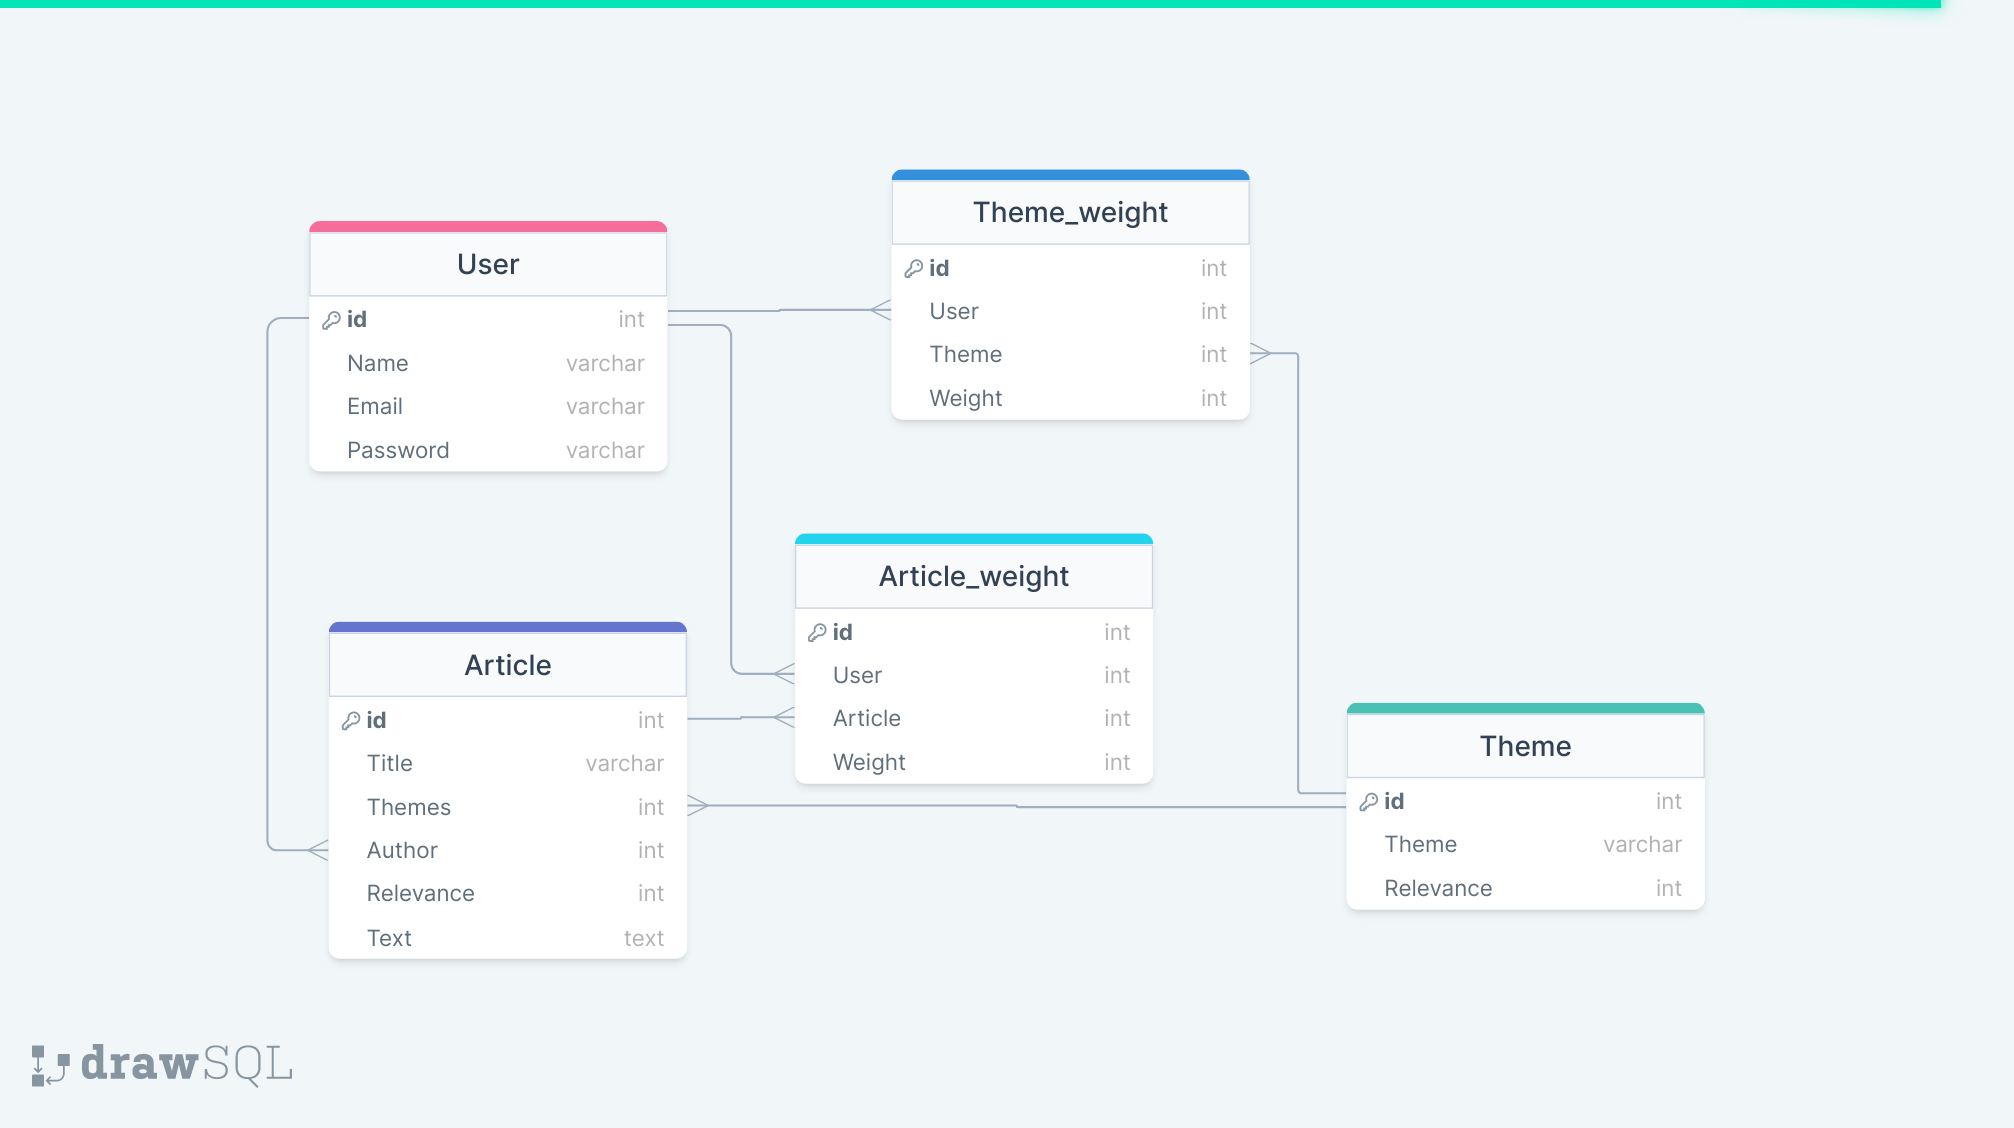 User
id int
Name varchar
Email varchar
Password varchar
Theme_weight
id int
User int
Theme int
Weight int
Article_weight
id int
User int
Article int
Weight int
Article
id int
Title varchar
Themes int
Author int
Relevance int
Text text
Theme
id int
Theme varchar
Relevance int
drawSQL